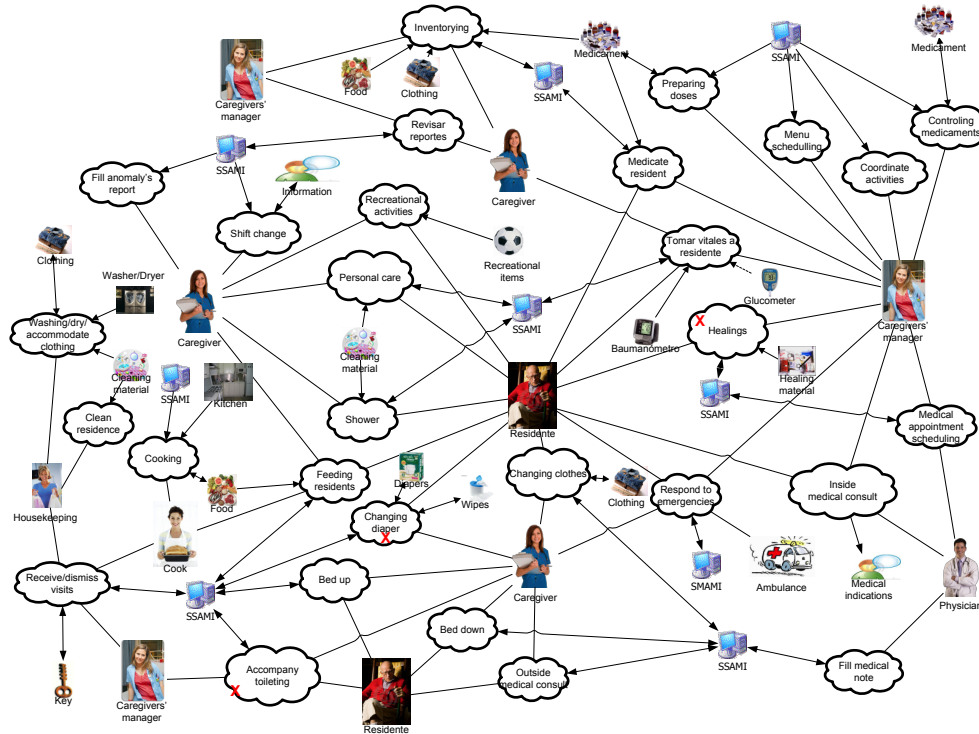 Inventorying
Medicament
SSAMI
Medicament
Caregivers'
manager
Food
Clothing
SSAMI
Preparing
doses
Controling
medicaments
Revisar
reportes
Menu
schedulling
SSAMI
Fill anomaly's
report
Information
Medicate
resident
Coordinate
activities
Caregiver
Recreational
activities
Shift change
Clothing
Recreational
items
Tomar vitales a
residente
Personal care
Washer/Dryer
Glucometer
SSAMI
Washing/dry/
accommodate
clothing
Caregiver
Baumanómetro
X
Healings
Caregivers'
manager
Cleaning
material
Cleaning
material
SSAMI
Kitchen
Healing
material
SSAMI
Clean
residence
Shower
Residente
Medical
appointment
scheduling
Cooking
Feeding
residents
Diapers
Changing clothes
Inside
medical consult
Housekeeping
Food
Wipes
Clothing
Respond to
emergencies
Changing
diaper
X
Cook
Receive/dismiss
visits
Bed up
Caregiver
SMAMI
Ambulance
Medical
indications
Physician
SSAMI
Bed down
Accompany
toileting
X
Outside
medical consult
SSAMI
Fill medical
note
Key
Caregivers'
manager
Residente